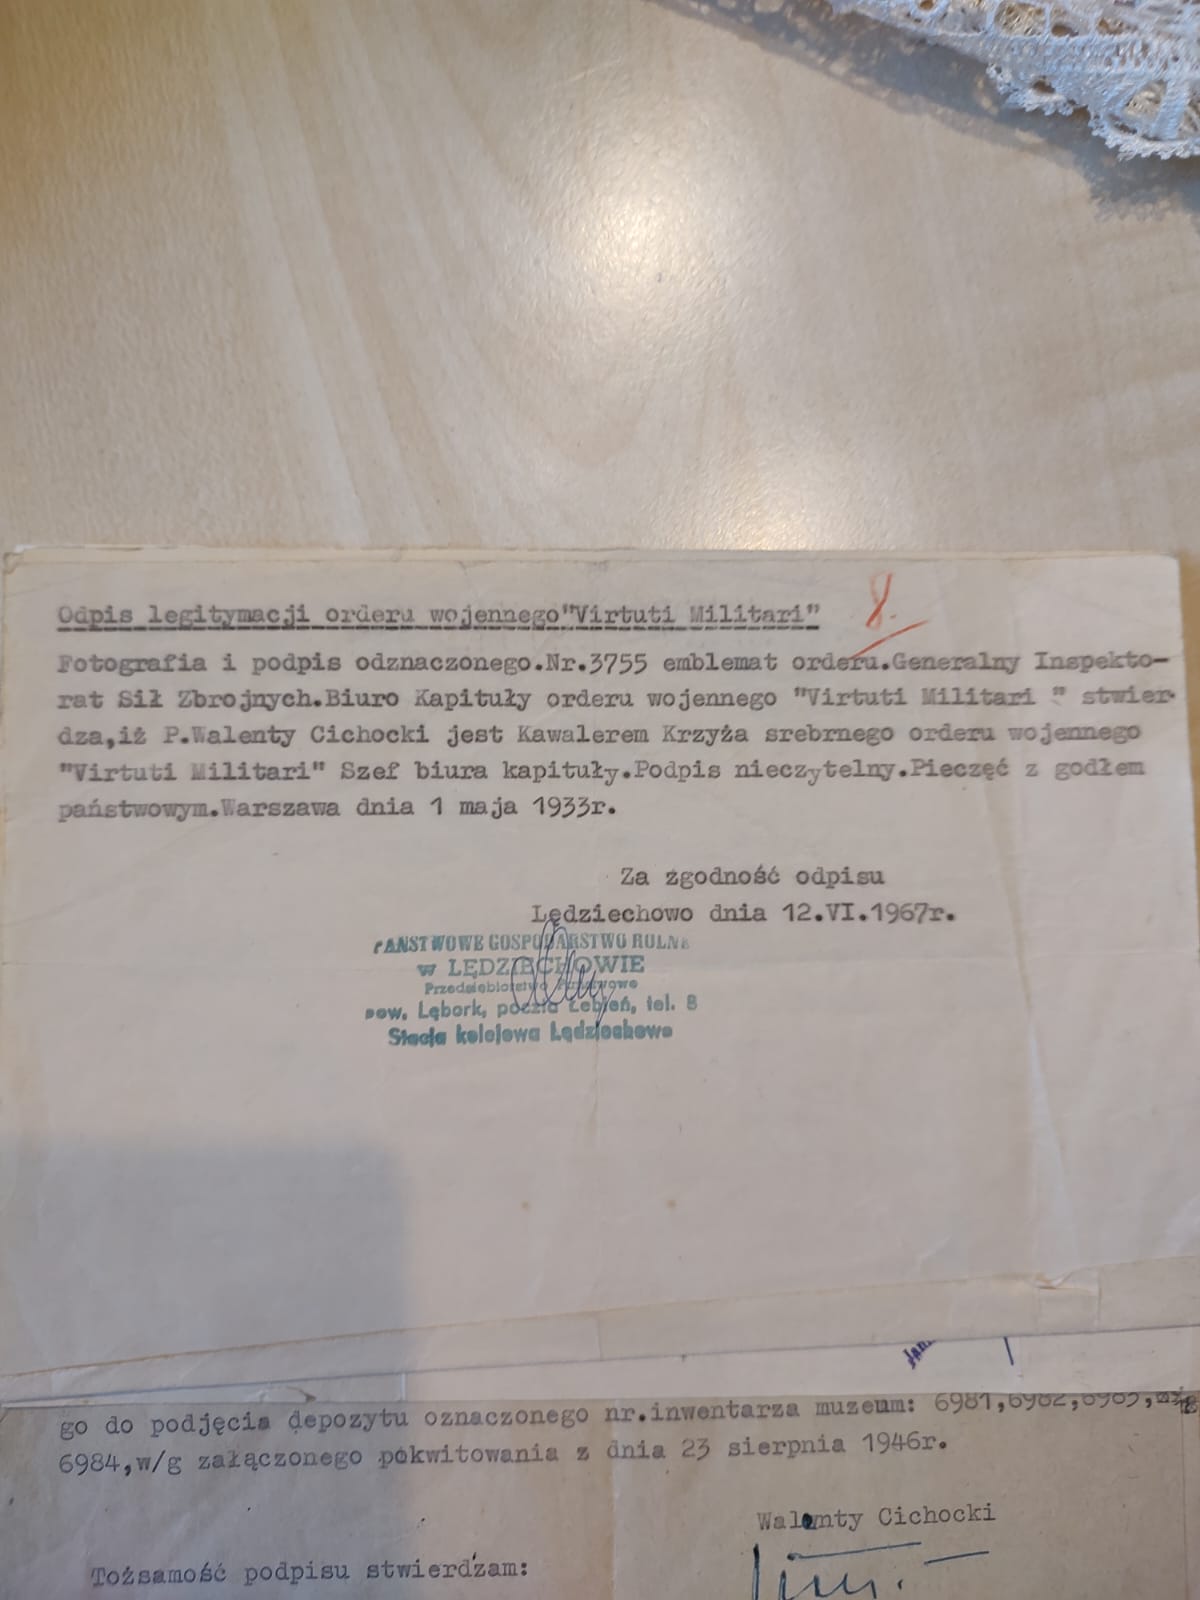 Odpis legitymacji orderu wojennego"Virtuti Militari" 8.
Fotografia i podpis odznaczonego.Nr.3755 emblemat orderu.Generalny Inspekto-
rat Sił Zbrojnych.Biuro Kapituły orderu wojennego "Virtuti Militari " stwier-
dza,iż P.Walenty Cichocki jest Kawalerem Krzyża srebrnego orderu wojennego
"Virtuti Militari" Szef biura kapituły.Podpis nieczytelny.Pieczęć z godłem
państwowym.Warszawa dnia 1 maja 1933r.
Za zgodność odpisu
Lędziechowo dnia 12.VI.1967r.
PAŃSTWOWE GOSPODARSTWO ROLNE
w LĘDZIECHOWIE
Przedsiębiorstwo Państwowe
pow. Lębork, poczta Łebień, tel. 8
Stacja kolejowa Lędziechowo
go do podjęcia depozytu oznaczonego nr.inwentarza muzeum: 6981,6982,6983,
6984,w/g załączonego pokwitowania z dnia 23 sierpnia 1946r.
Walenty Cichocki
Tożsamość podpisu stwierdzam: